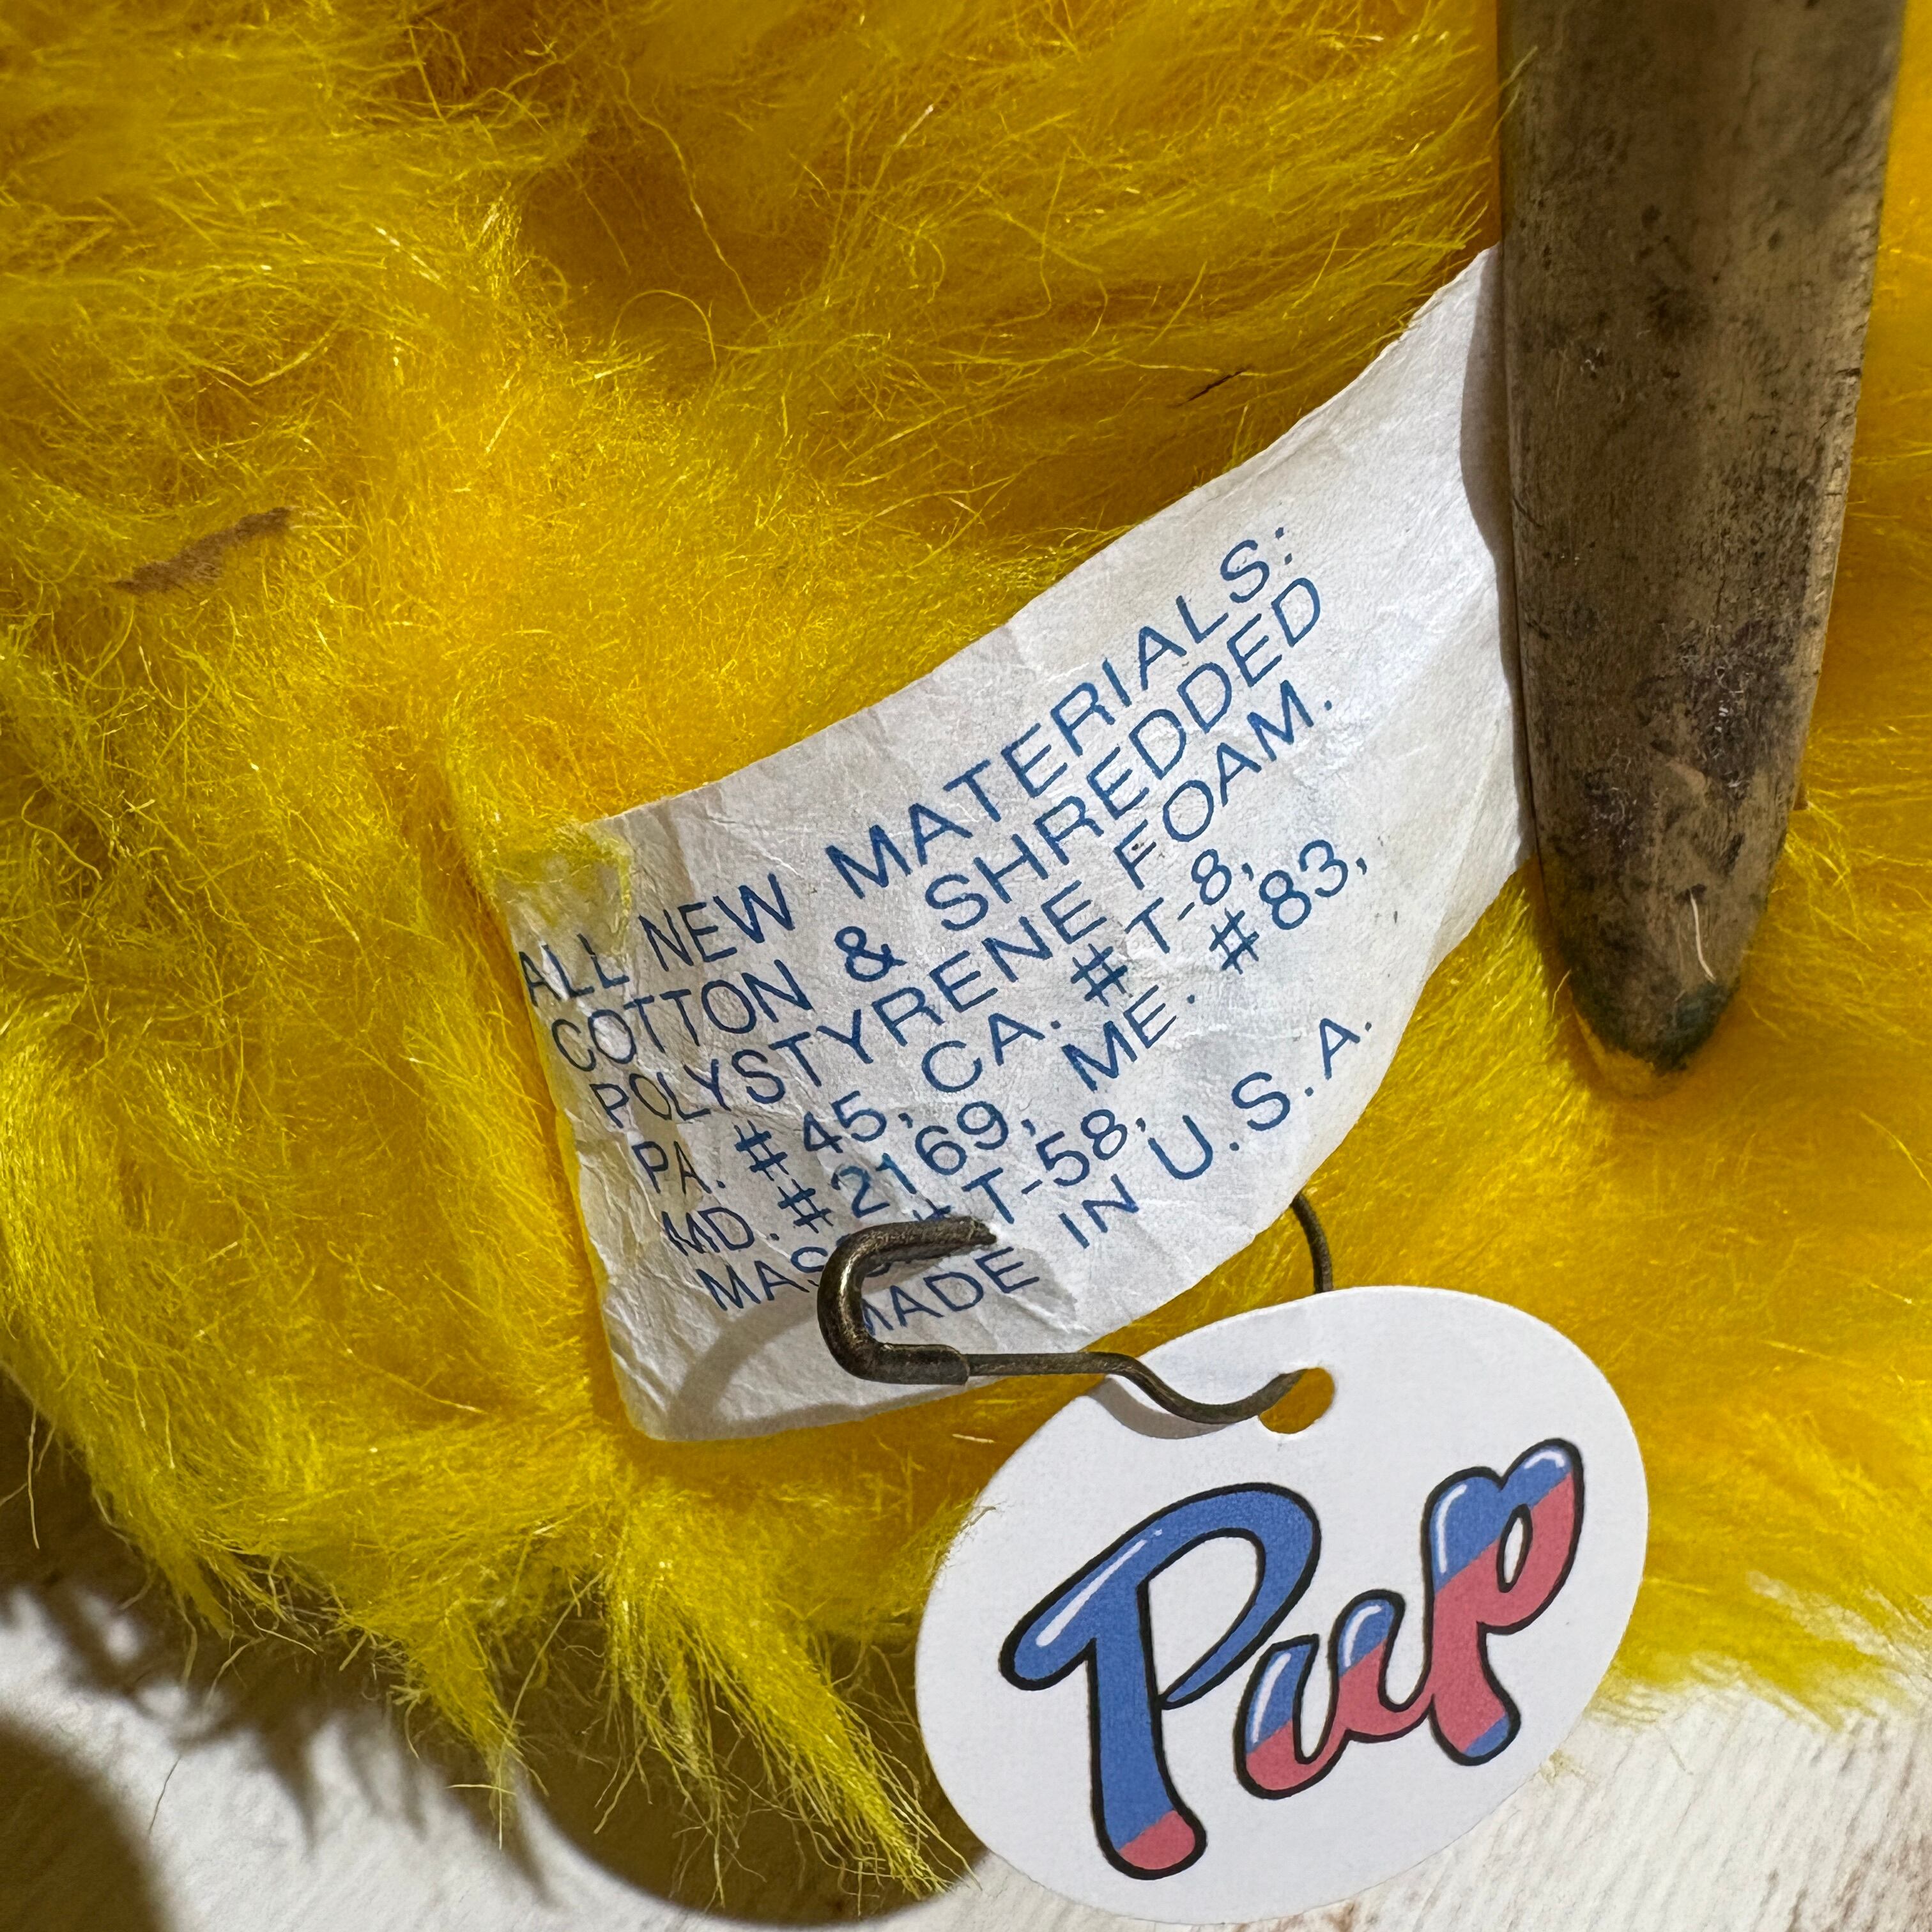 ALL NEW MATERIALS:
COTTON & SHREDDED
POLYSTYRENE FOAM.
PA. #45, CA. #T-8,
MD. #2169, ME. #83,
T-58,
MADE IN U.S.A.
Pup